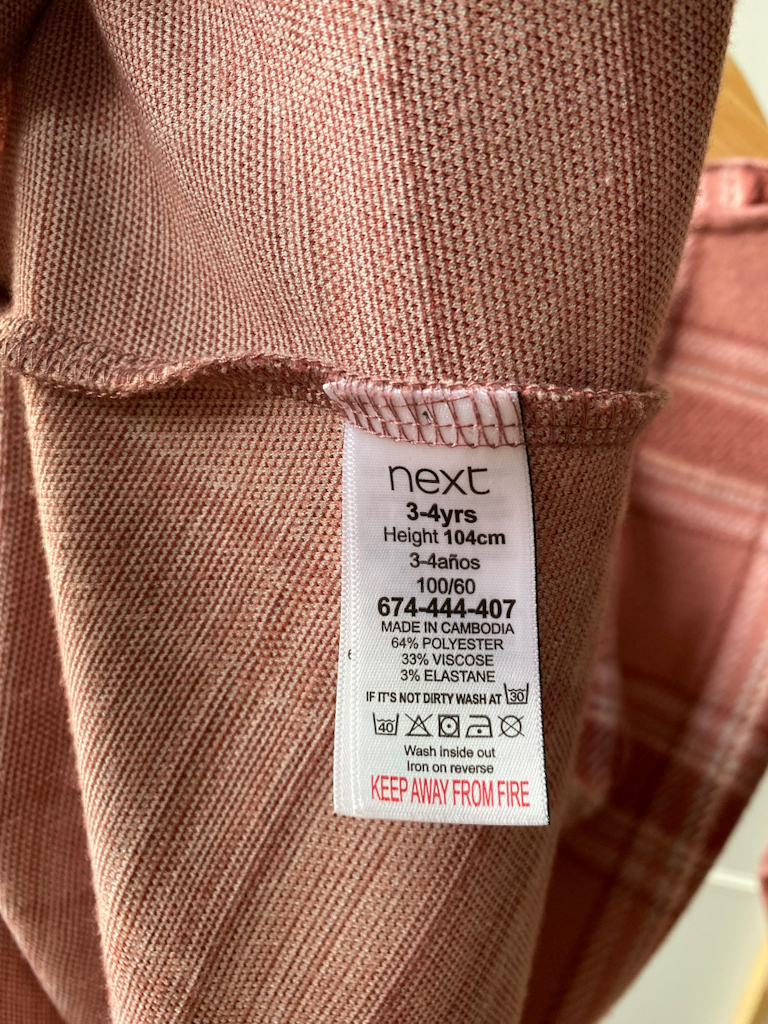 next
3-4yrs
Height 104cm
3-4años
100/60
674-444-407
MADE IN CAMBODIA
64% POLYESTER
33% VISCOSE
3% ELASTANE
IF IT'S NOT DIRTY WASH AT 30
40
Wash inside out
Iron on reverse
KEEP AWAY FROM FIRE